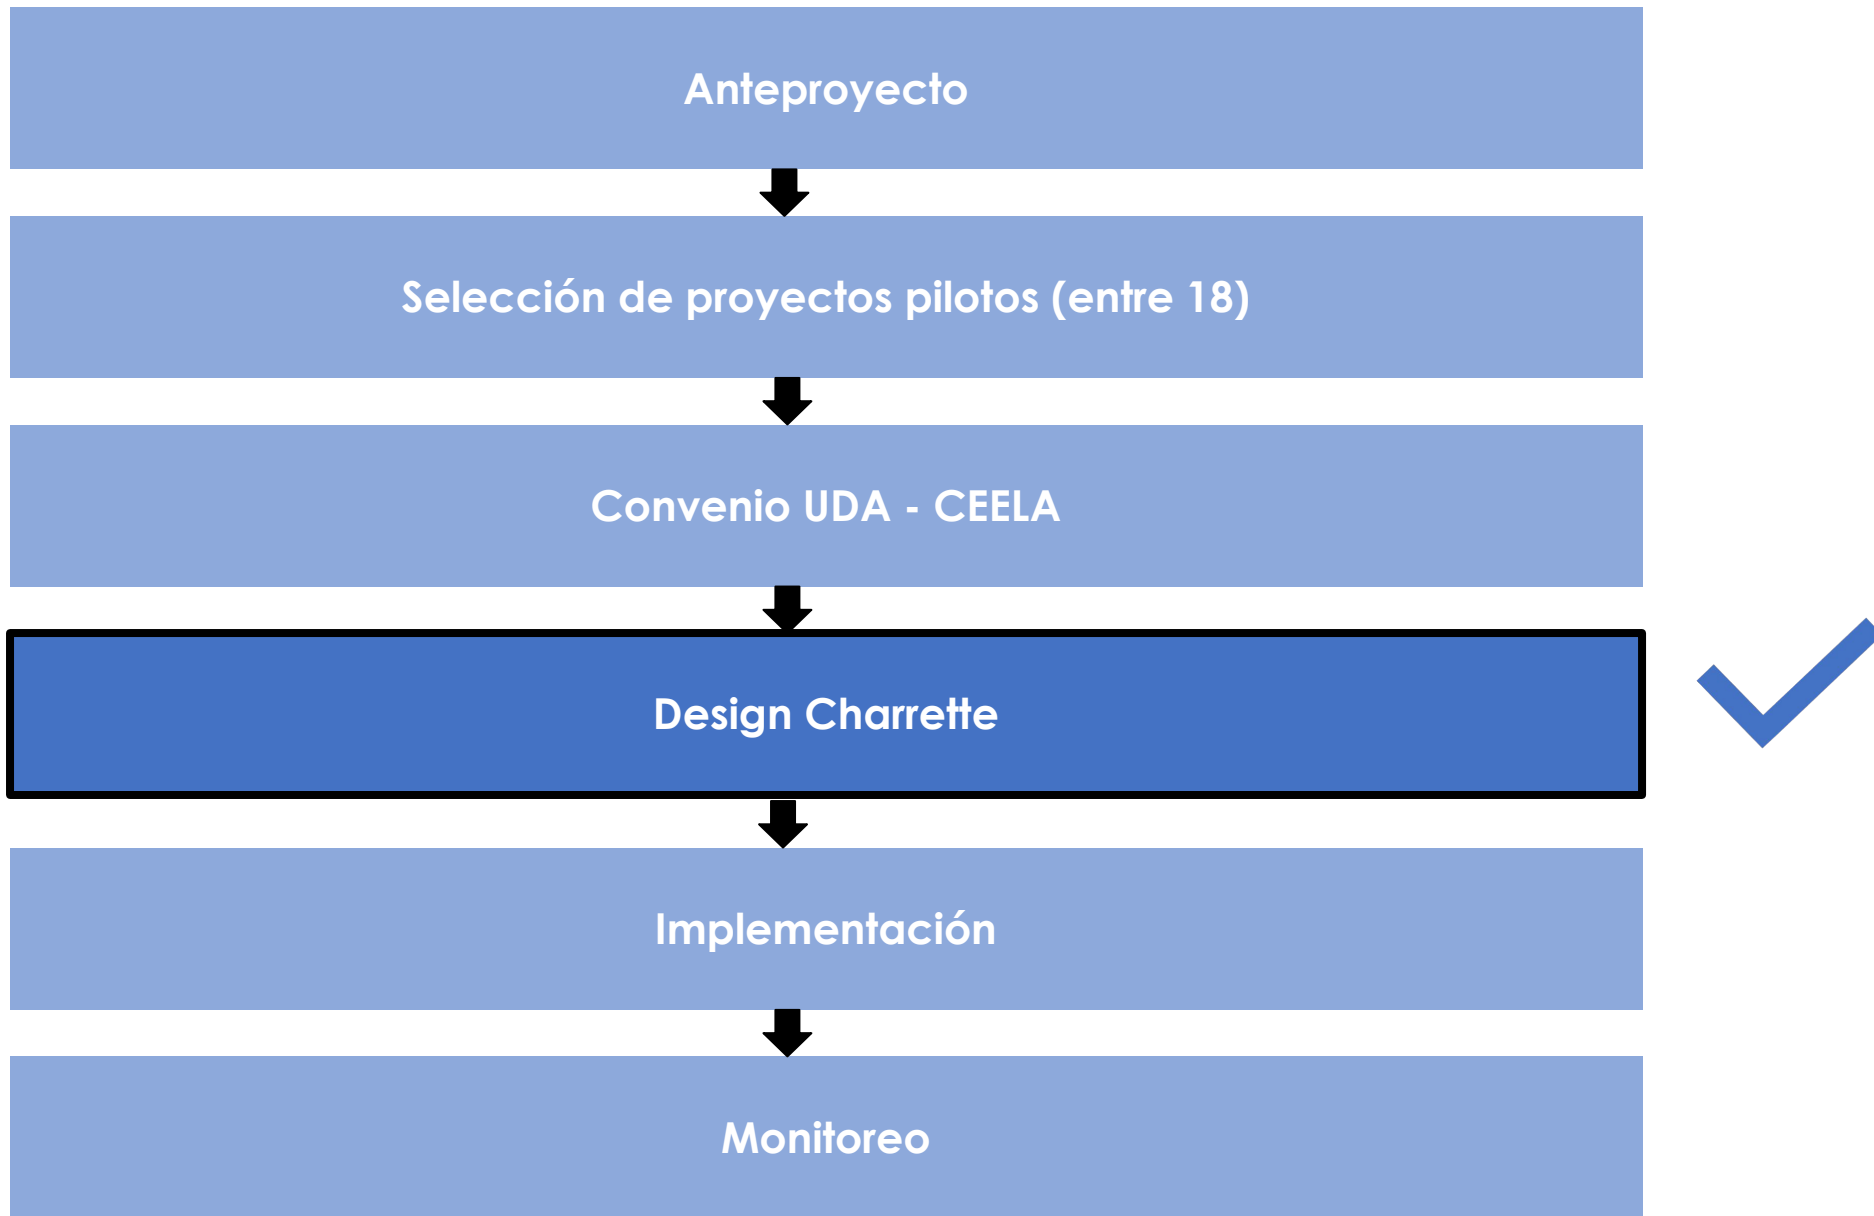 Anteproyecto
Selección de proyectos pilotos (entre 18)
Convenio UDA - CEELA
Design Charrette
Implementación
Monitoreo